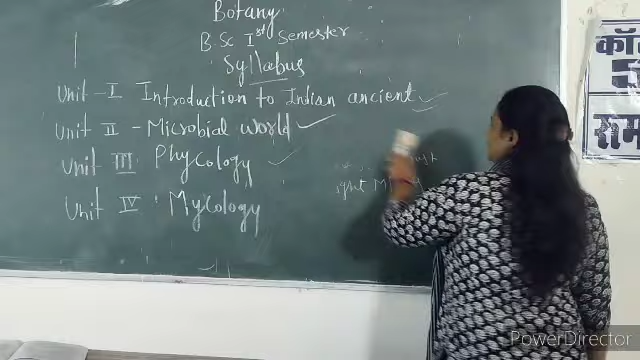 Botany
B.Sc Ist Semester
Syllabus
Unit - I Introduction to Indian ancient
Unit II - Microbial world
Unit III Phycology
Unit IV Mycology
PowerDirector